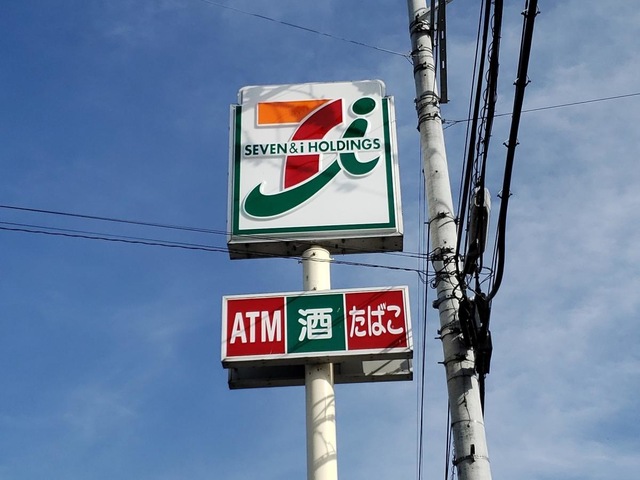 SEVEN&i HOLDINGS
ATM 酒 たばこ